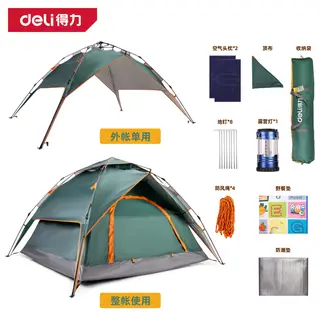 deli得力
空气头枕*2
顶布
收纳袋
外帐单用
地钉*8
露营灯*1
防风绳*4
野餐垫
整帐使用
防潮垫
deli